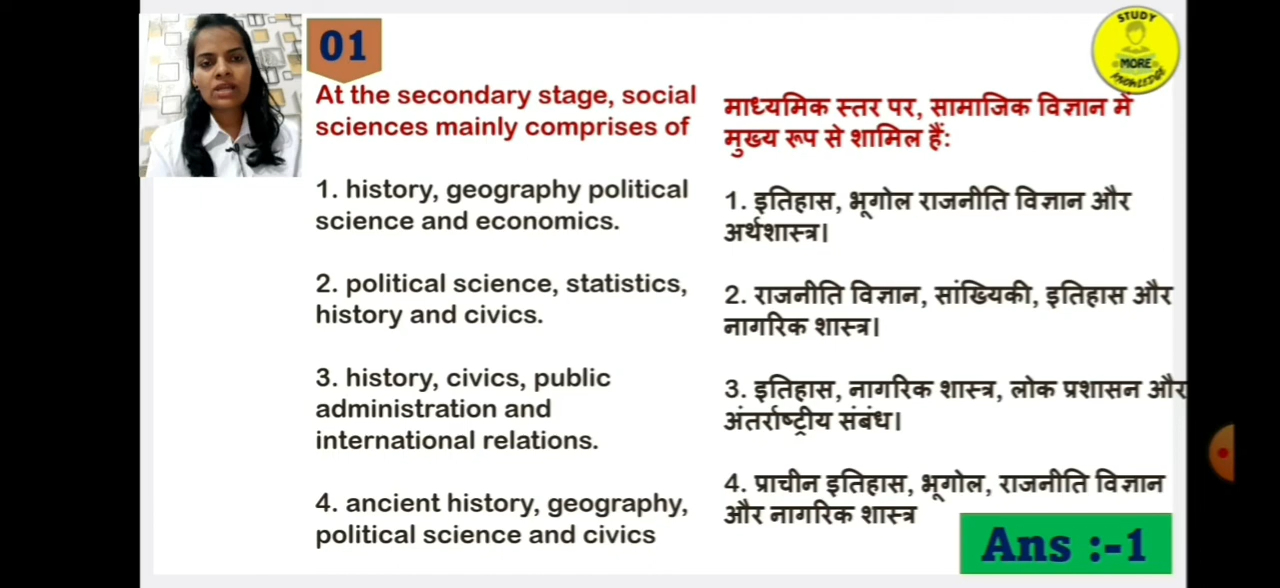 01
At the secondary stage, social
sciences mainly comprises of
1. history, geography political
science and economics.
2. political science, statistics,
history and civics.
3. history, civics, public
administration and
international relations.
4. ancient history, geography,
political science and civics
STUDY
MORE
KNOWLEDGE
माध्यमिक स्तर पर, सामाजिक विज्ञान में
मुख्य रूप से शामिल हैं:
1. इतिहास, भूगोल राजनीति विज्ञान और
अर्थशास्त्र।
2. राजनीति विज्ञान, सांख्यिकी, इतिहास और
नागरिक शास्त्र।
3. इतिहास, नागरिक शास्त्र, लोक प्रशासन और
अंतर्राष्ट्रीय संबंध।
4. प्राचीन इतिहास, भूगोल, राजनीति विज्ञान
और नागरिक शास्त्र
Ans :-1